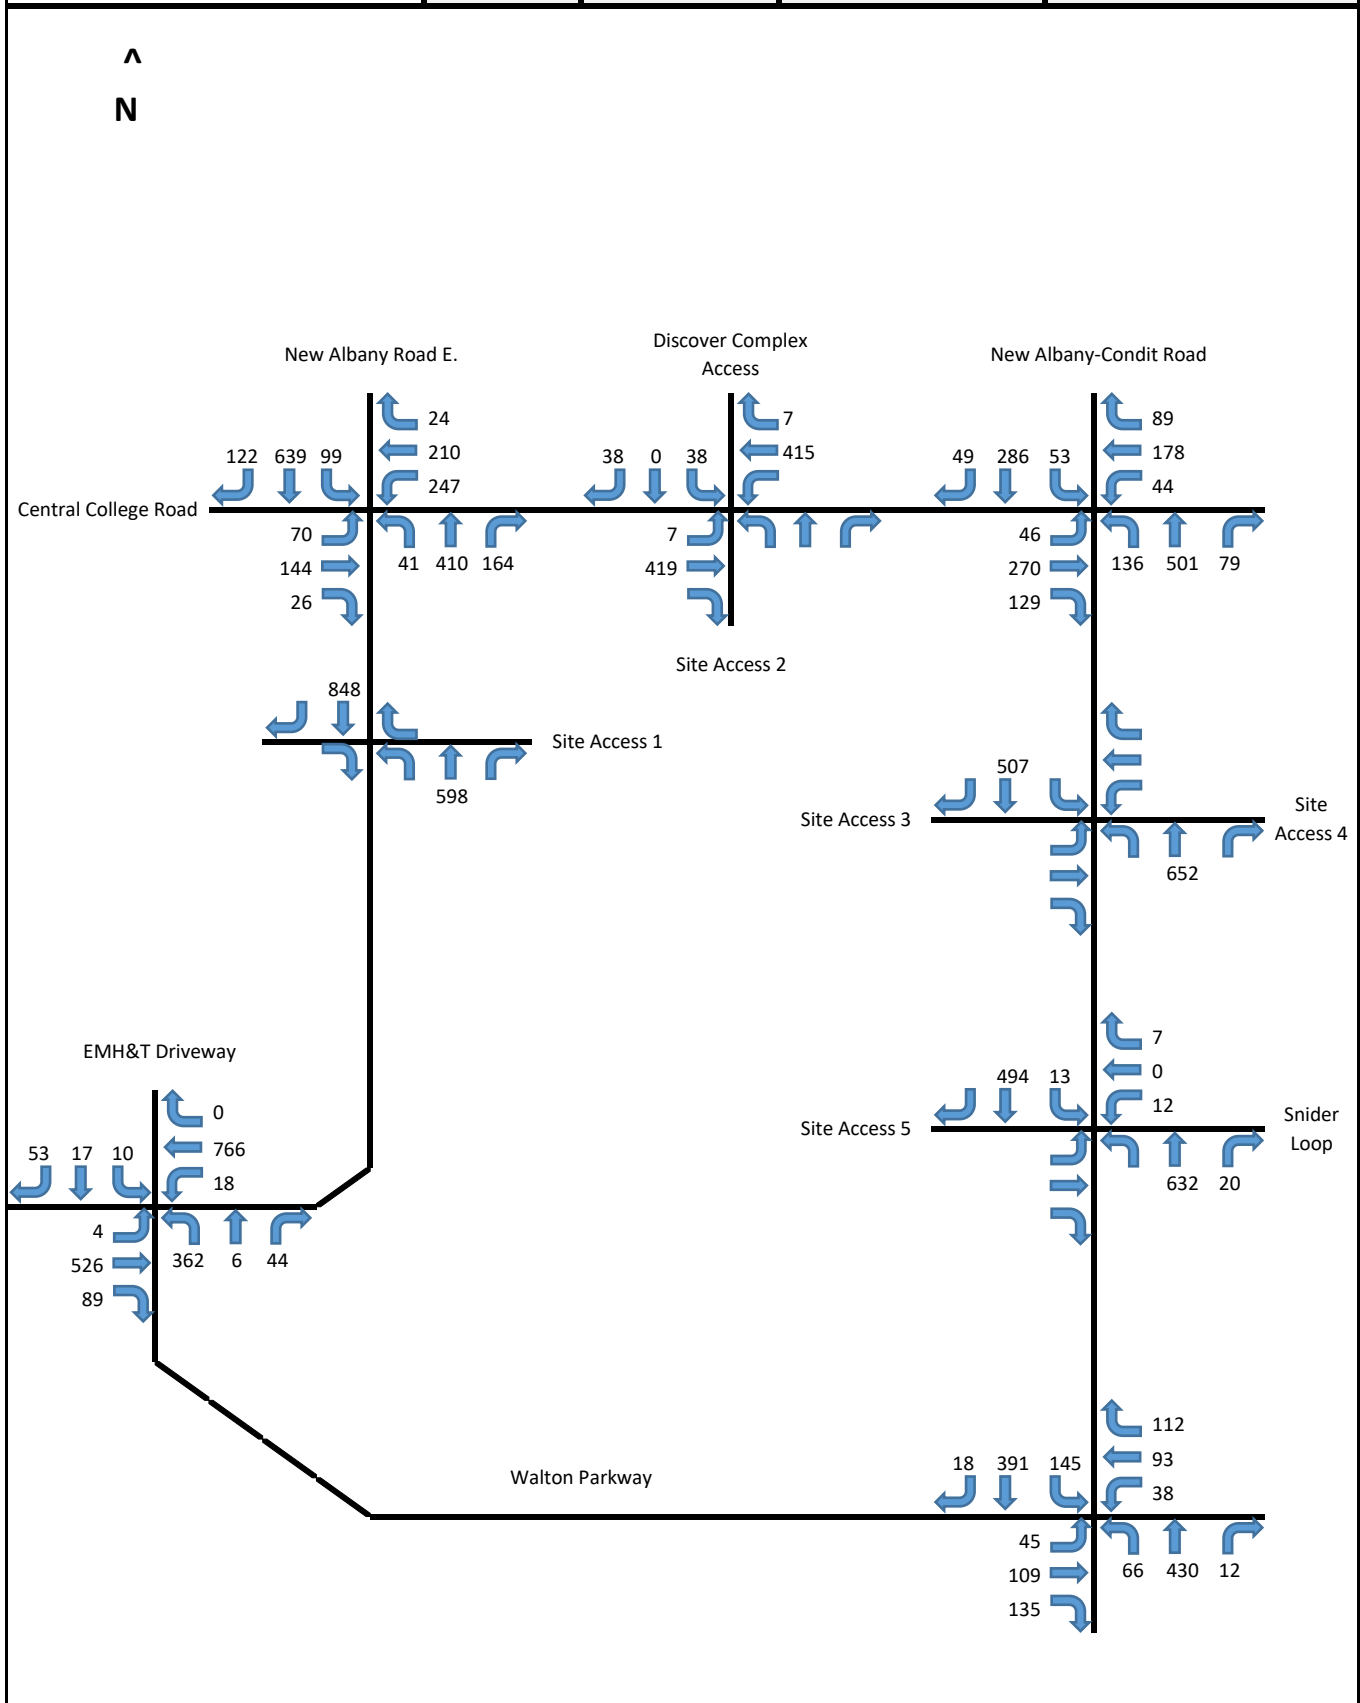 ^
N
Discover Complex
Access
New Albany Road E.
New Albany-Condit Road
24
210
247
122 639 99
Central College Road
70
144
26
41 410 164
7
415
38 0 38
7
419
89
178
44
49 286 53
46
270
129
136 501 79
Site Access 2
848
Site Access 1
598
507
Site Access 3
Site
Access 4
652
7
0
12
494 13
Site Access 5
Snider
Loop
632 20
EMH&T Driveway
0
766
18
53 17 10
4
526
89
362 6 44
Walton Parkway
112
93
38
18 391 145
45
109
135
66 430 12